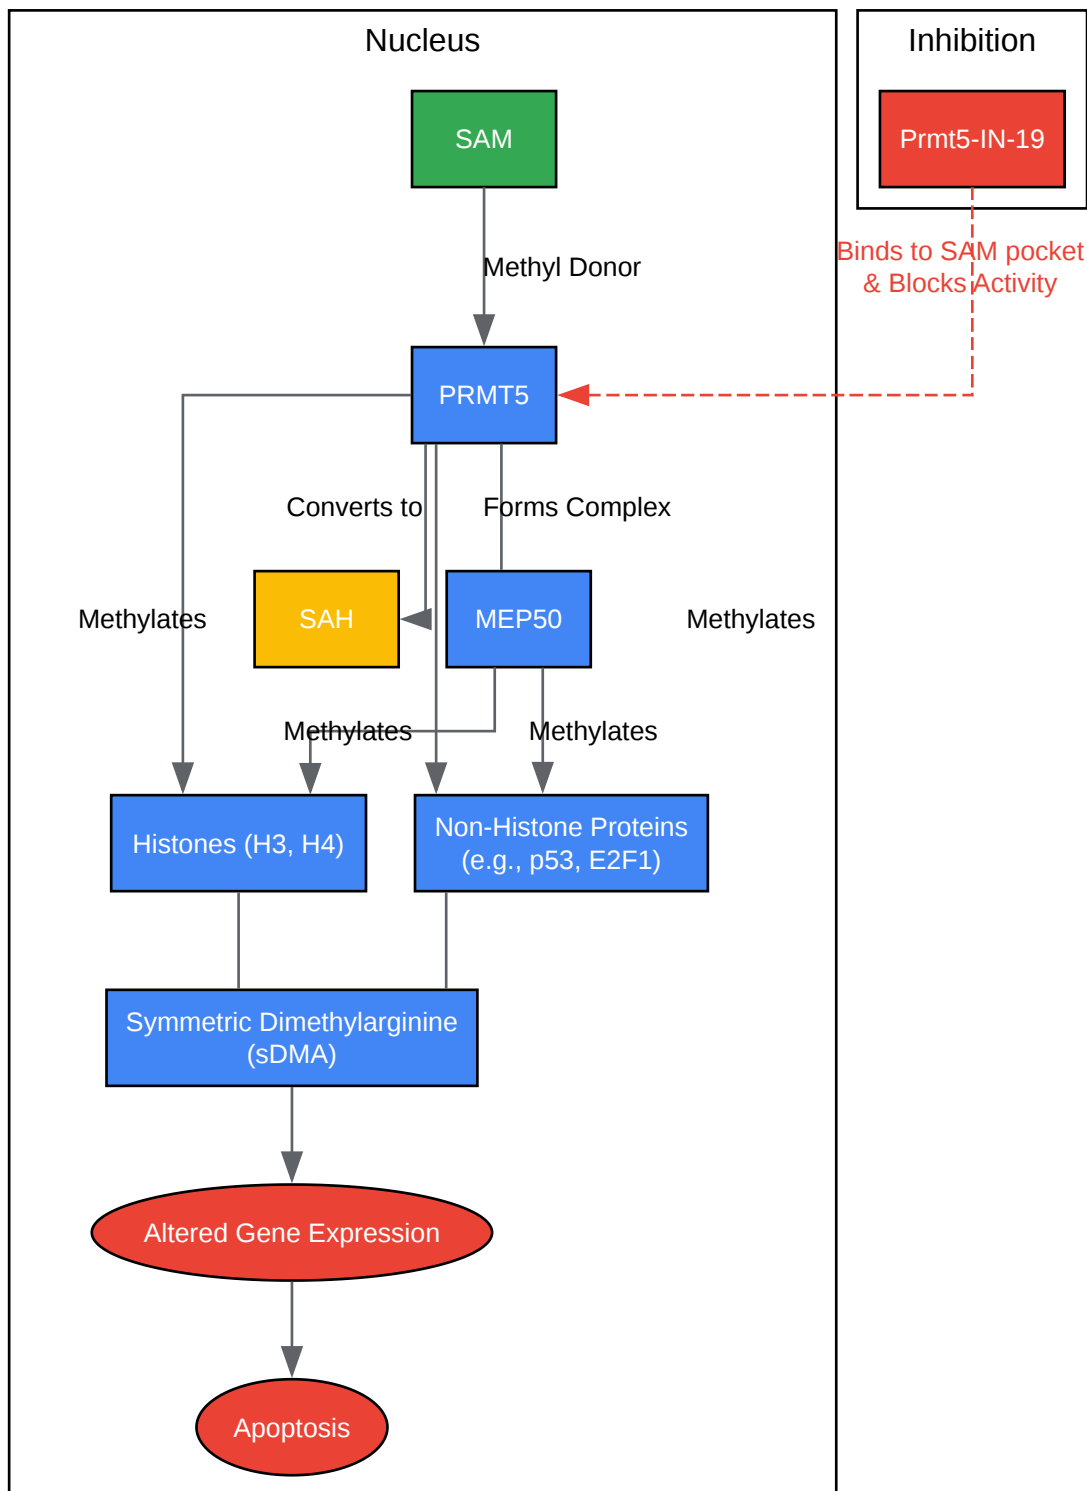 Nucleus
Inhibition
SAM
Prmt5-IN-19
Methyl Donor
Binds to SAM pocket
& Blocks Activity
PRMT5
Converts to
Forms Complex
Methylates
SAH
MEP50
Methylates
Methylates
Methylates
Histones (H3, H4)
Non-Histone Proteins
(e.g., p53, E2F1)
Symmetric Dimethylarginine
(sDMA)
Altered Gene Expression
Apoptosis